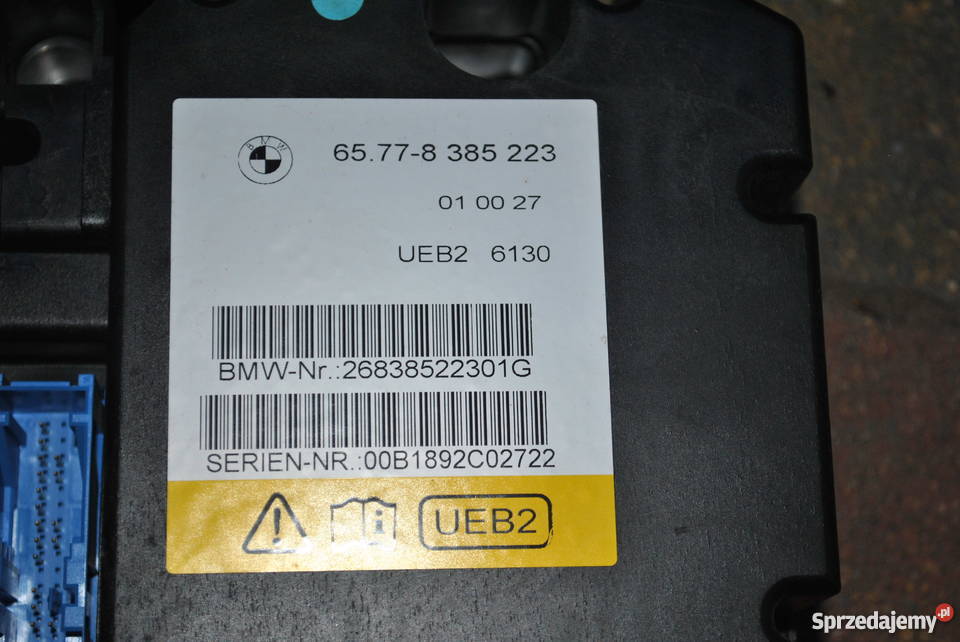 BMW
65.77-8 385 223
01 00 27
UEB2 6130
BMW-Nr.:26838522301G
SERIEN-NR.:00B1892C02722
! i UEB2
Sprzedajemy.pl